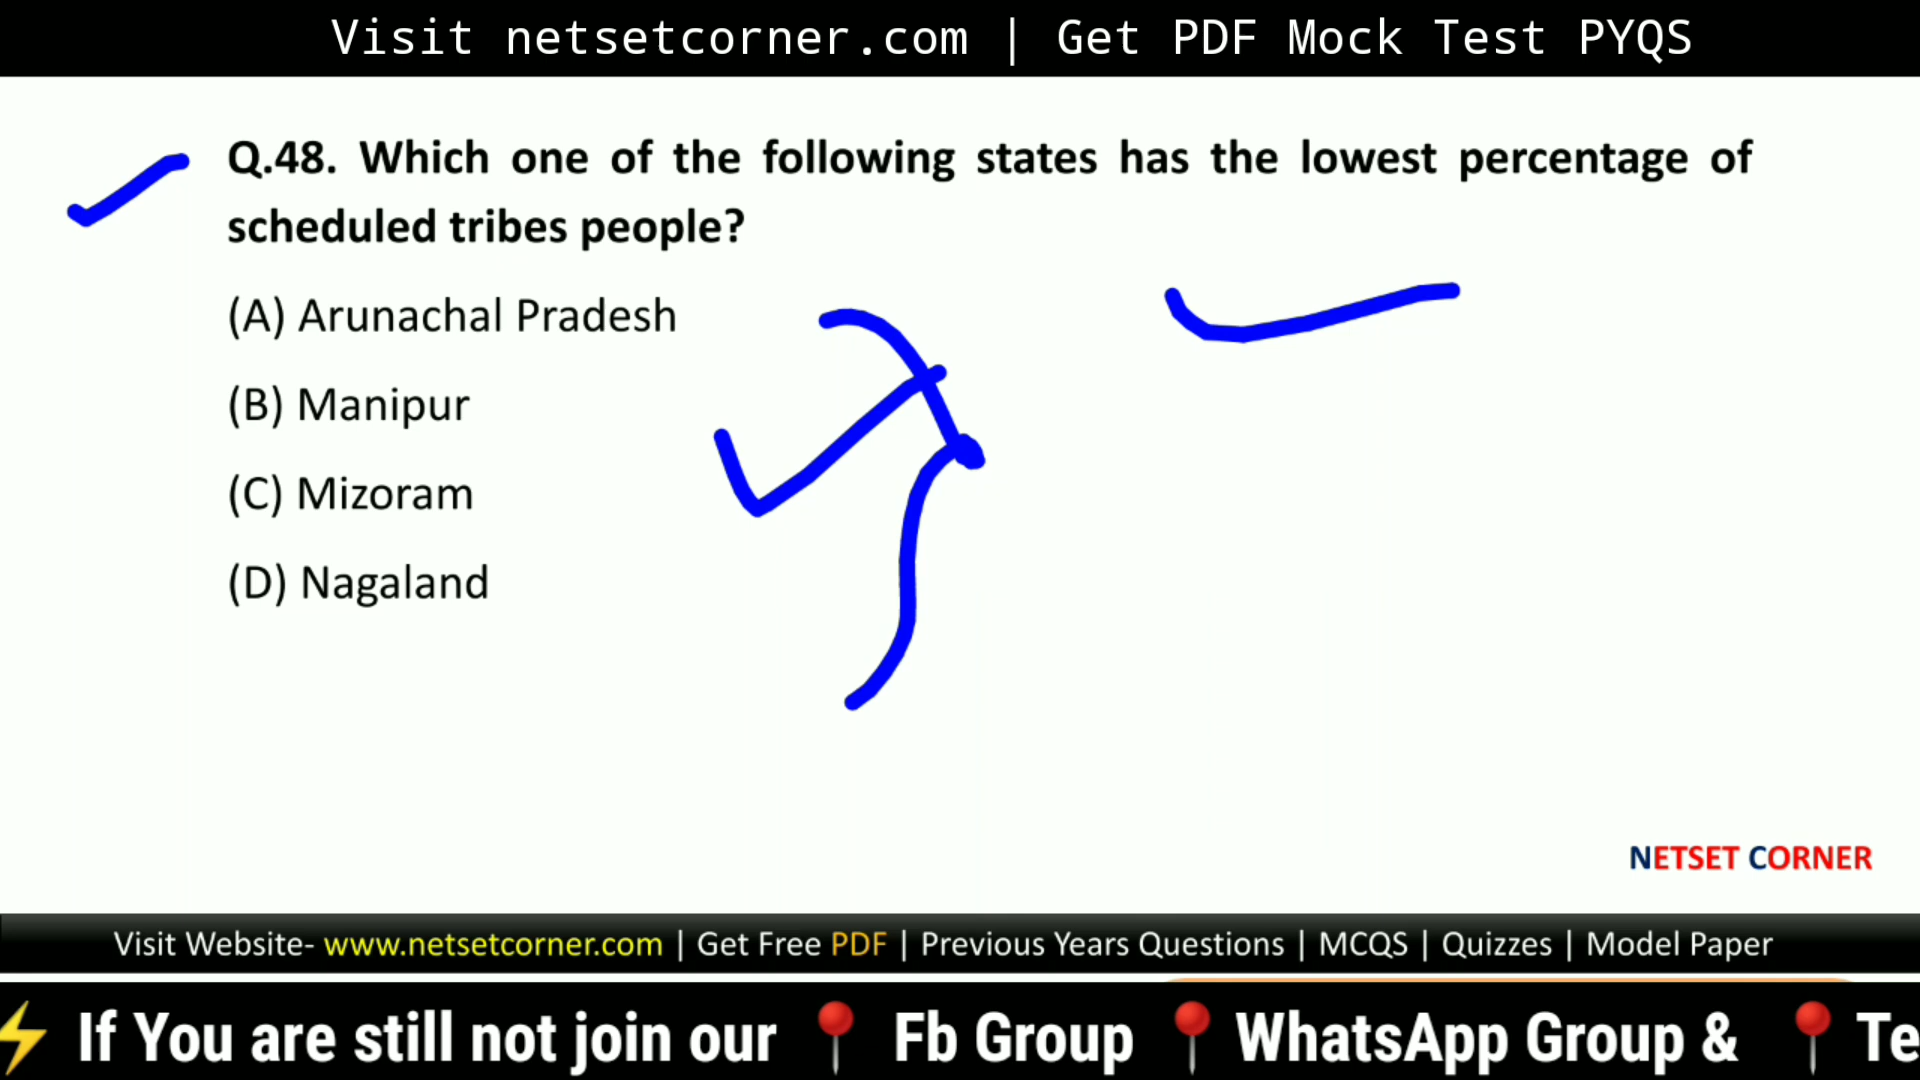 Visit netsetcorner.com | Get PDF Mock Test PYQS
Q.48. Which one of the following states has the lowest percentage of
scheduled tribes people?
(A) Arunachal Pradesh
(B) Manipur
(C) Mizoram
(D) Nagaland
NETSET CORNER
Visit Website- www.netsetcorner.com | Get Free PDF | Previous Years Questions | MCQS | Quizzes | Model Paper
If You are still not join our 📍 Fb Group 📍 WhatsApp Group & 📍 Te